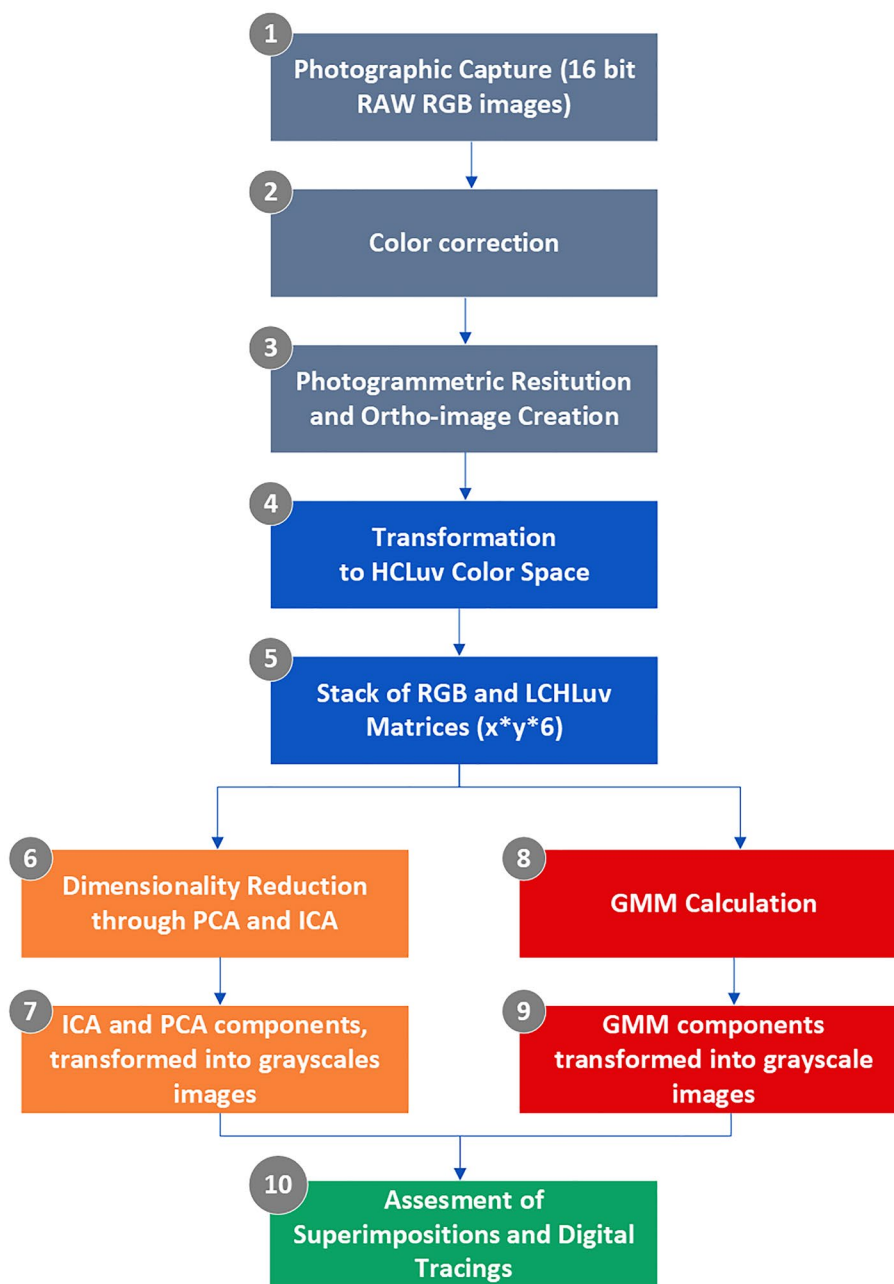 1
Photographic Capture (16 bit
RAW RGB images)
2
Color correction
3
Photogrammetric Resitution
and Ortho-image Creation
4
Transformation
to HCLuv Color Space
5
Stack of RGB and LCHLuv
Matrices (x*y*6)
6
Dimensionality Reduction
through PCA and ICA
7
ICA and PCA components,
transformed into grayscales
images
8
GMM Calculation
9
GMM components
transformed into grayscale
images
10
Assesment of
Superimpositions and Digital
Tracings